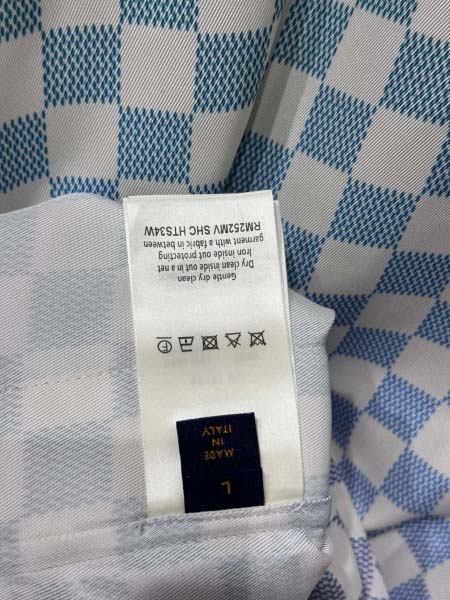 L
MADE
IN
ITALY
F
Gentle dry clean
Dry clean inside out in a net
Iron inside out protecting
garment with a fabric in between
RM252MV SHC HTS34W